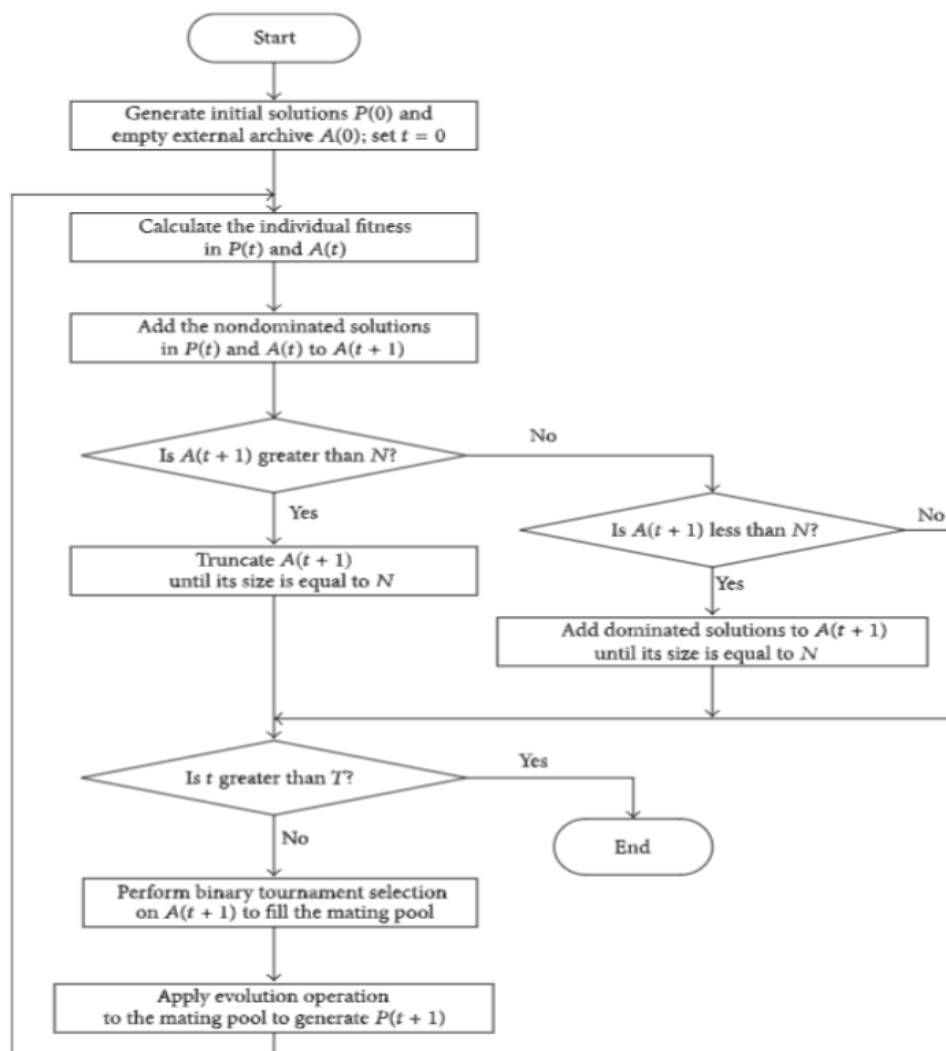 Start
Generate initial solutions P(0) and
empty external archive A(0); set t = 0
Calculate the individual fitness
in P(t) and A(t)
Add the nondominated solutions
in P(t) and A(t) to A(t + 1)
Is A(t + 1) greater than N?
No
Yes
Is A(t + 1) less than N?
No
Truncate A(t + 1)
until its size is equal to N
Yes
Add dominated solutions to A(t + 1)
until its size is equal to N
Is t greater than T?
Yes
No
End
Perform binary tournament selection
on A(t + 1) to fill the mating pool
Apply evolution operation
to the mating pool to generate P(t + 1)